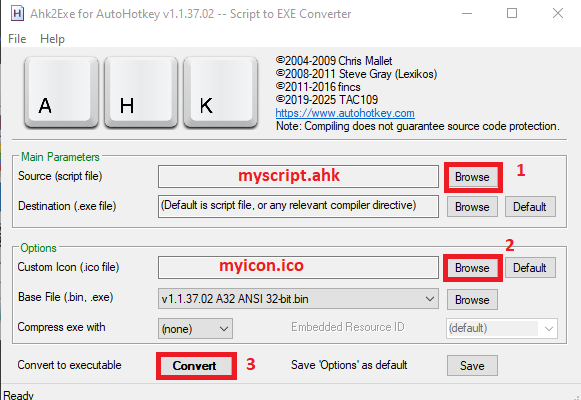 Ahk2Exe for AutoHotkey v1.1.37.02 -- Script to EXE Converter
File Help
A H K
©2004-2009 Chris Mallet
©2008-2011 Steve Gray (Lexikos)
©2011-2016 fincs
©2019-2025 TAC109
https://www.autohotkey.com
Note: Compiling does not guarantee source code protection.
Main Parameters
Source (script file) myscript.ahk Browse 1
Destination (.exe file) (Default is script file, or any relevant compiler directive) Browse Default
Options 2
Custom Icon (.ico file) myicon.ico Browse Default
Base File (.bin, .exe) v1.1.37.02 A32 ANSI 32-bit.bin Browse
Compress exe with (none) Embedded Resource ID (default)
Convert to executable Convert 3 Save 'Options' as default Save
Ready